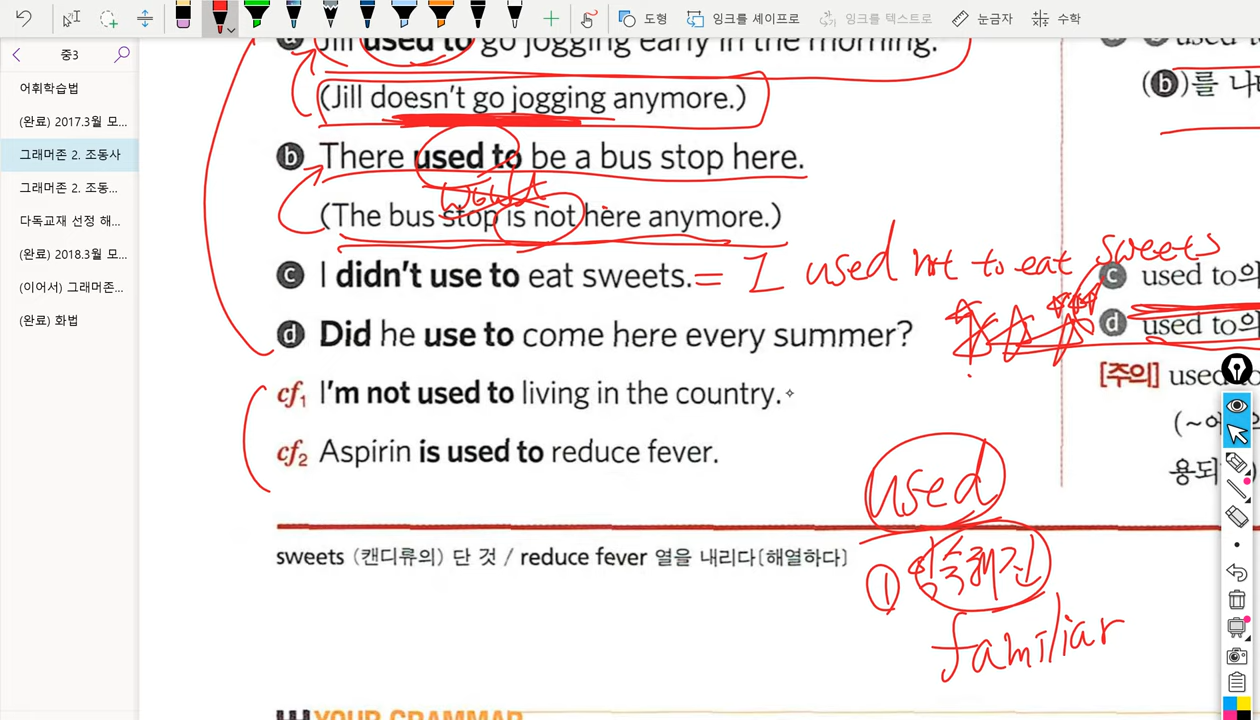 도형
잉크를 셰이프로
잉크를 텍스트로
눈금자
수학
중3
어휘학습법
(완료) 2017.3월 모...
그래머존 2. 조동사
그래머존 2. 조동...
다독교재 선정 해...
(완료) 2018.3월 모...
(이어서) 그래머존...
(완료) 화법
a Jill used to go jogging early in the morning.
(Jill doesn't go jogging anymore.)
b There used to be a bus stop here.
would
(The bus stop is not here anymore.)
c I didn't use to eat sweets. = I used not to eat sweets
d Did he use to come here every summer?
cf1 I'm not used to living in the country.
cf2 Aspirin is used to reduce fever.
sweets (캔디류의) 단 것 / reduce fever 열을 내리다[해열하다]
used
① 익숙해진
familiar
YOUR GRAMMAR
(b)를
c used to의
d used to의
[주의] used